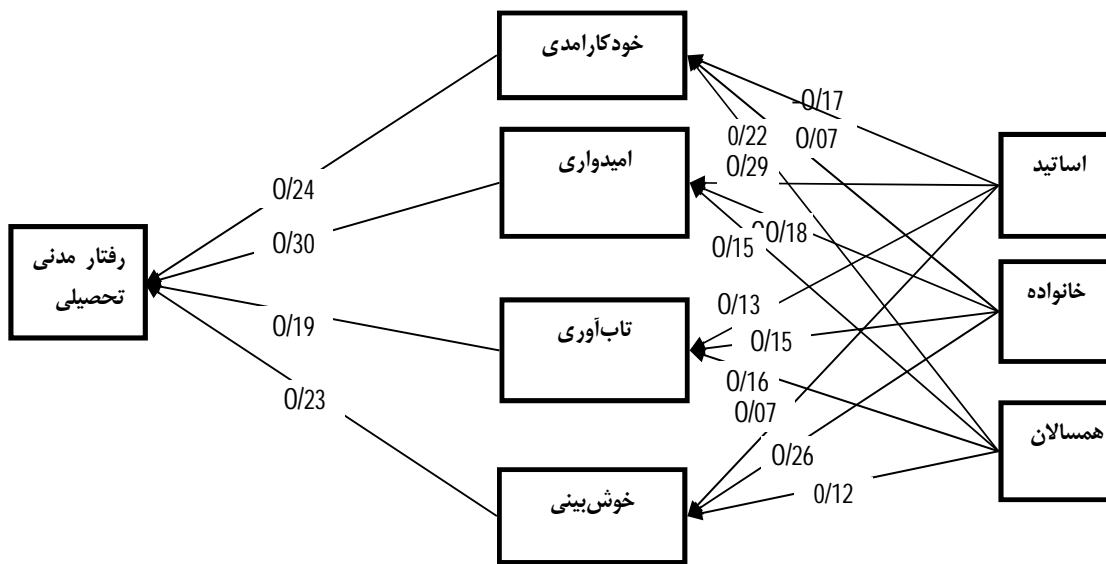 خودکارامدی
امیدواری
تاب‌آوری
خوش‌بینی
اساتید
خانواده
همسالان
رفتار مدنی
تحصیلی
-0/17
0/22
0/07
0/29
0/18
0/15
0/13
0/15
0/16
0/07
0/26
0/12
0/24
0/30
0/19
0/23